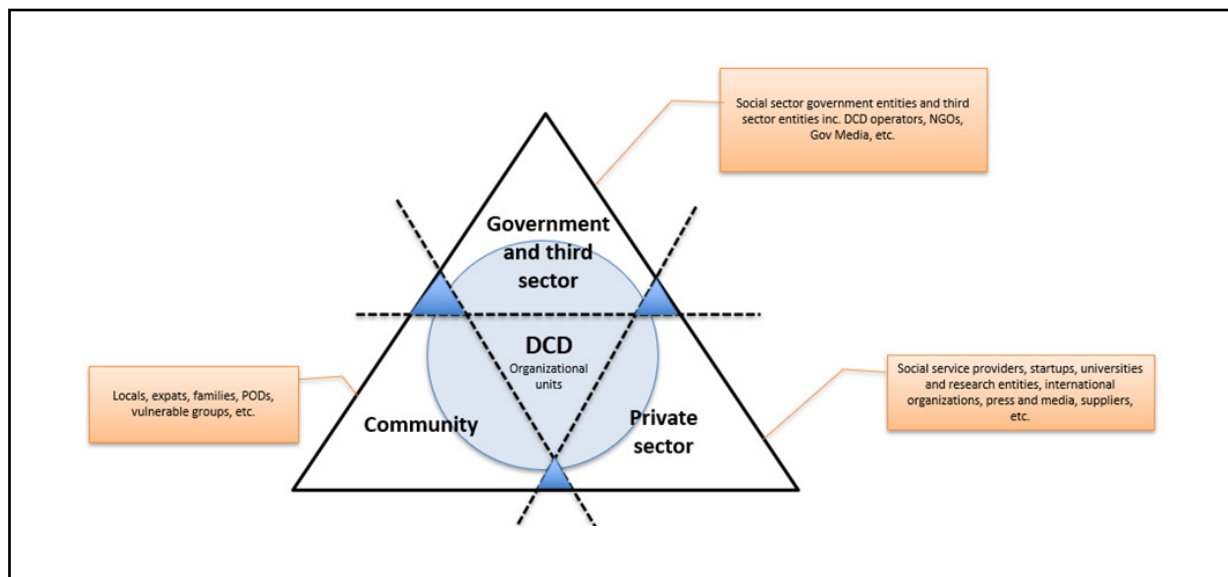 Social sector government entities and third
sector entities inc. DCD operators, NGOs,
Gov Media, etc.
Government
and third
sector
DCD
Organizational
units
Locals, expats, families, PODs,
vulnerable groups, etc.
Community
Private
sector
Social service providers, startups, universities
and research entities, international
organizations, press and media, suppliers,
etc.